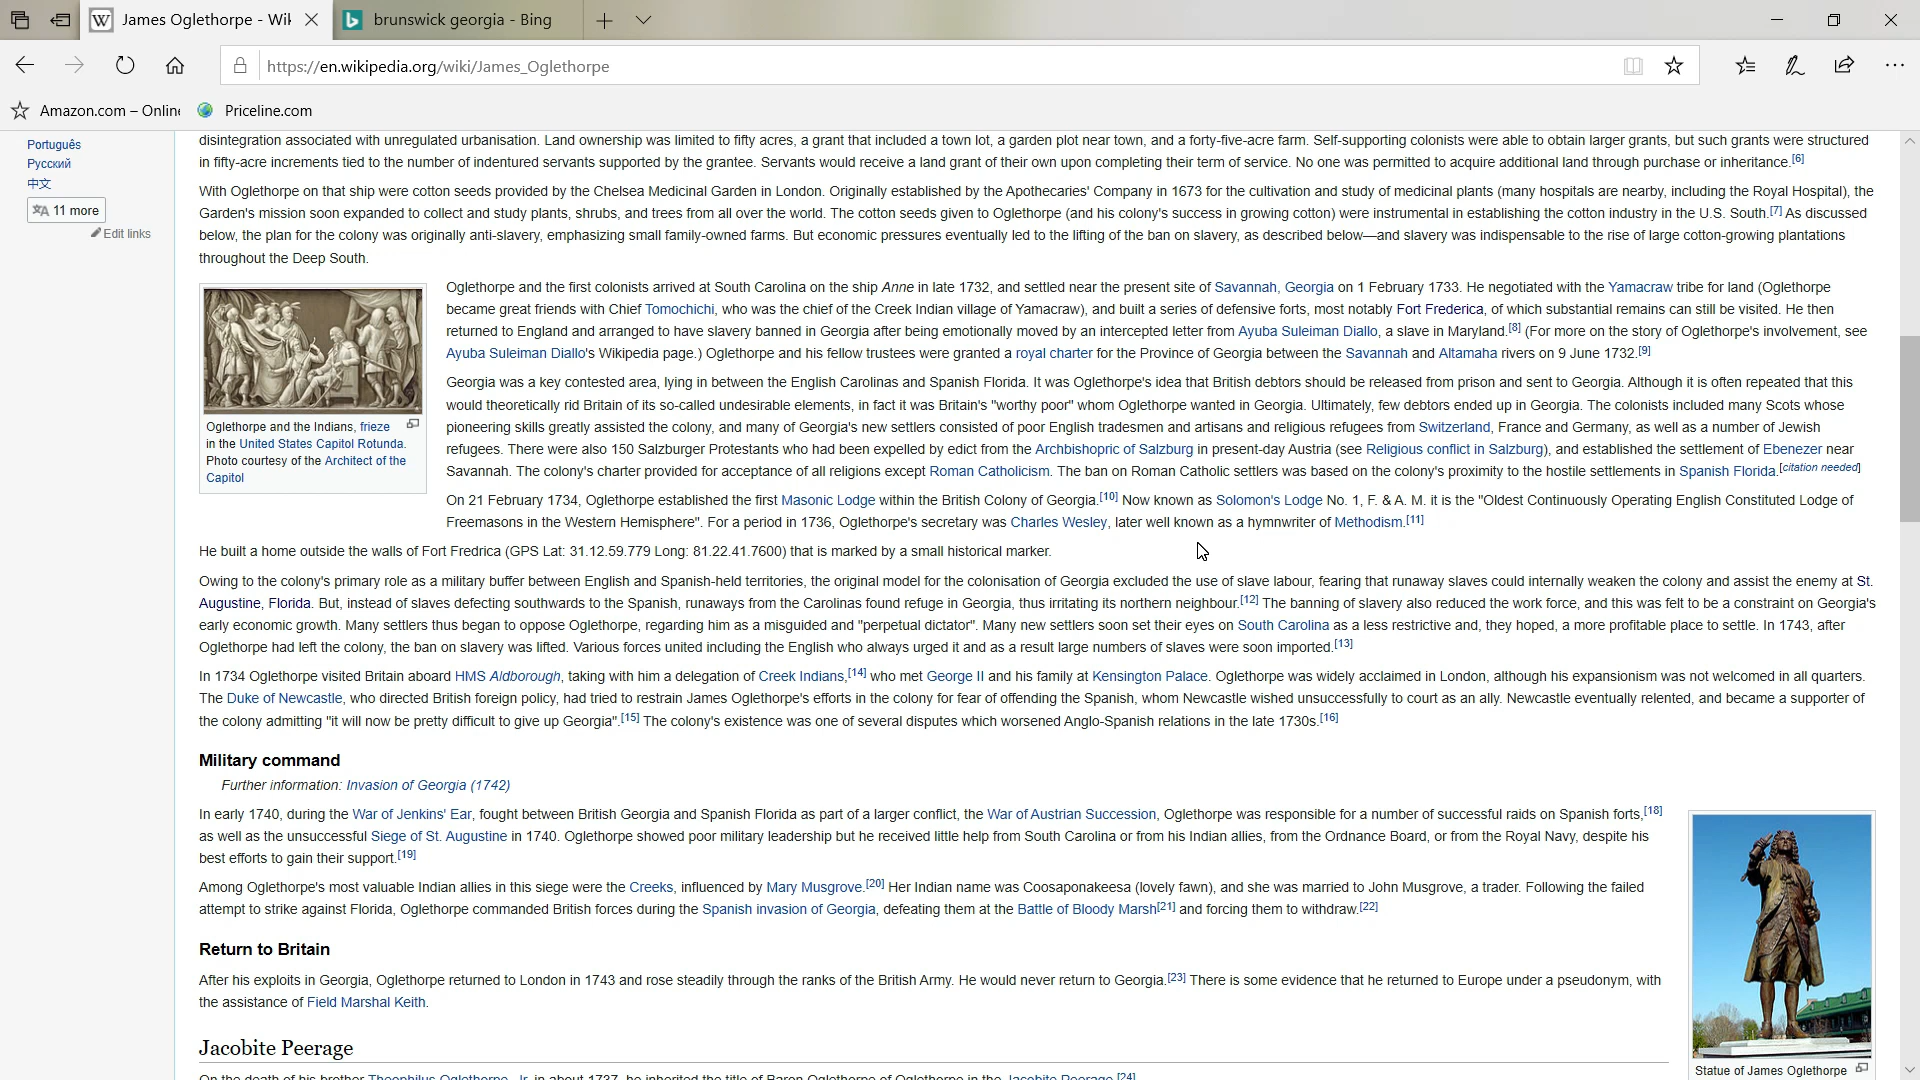 James Oglethorpe - Wik
brunswick georgia - Bing
https://en.wikipedia.org/wiki/James_Oglethorpe
Amazon.com – Online
Priceline.com
Português
Русский
中文
11 more
Edit links
disintegration associated with unregulated urbanisation. Land ownership was limited to fifty acres, a grant that included a town lot, a garden plot near town, and a forty-five-acre farm. Self-supporting colonists were able to obtain larger grants, but such grants were structured
in fifty-acre increments tied to the number of indentured servants supported by the grantee. Servants would receive a land grant of their own upon completing their term of service. No one was permitted to acquire additional land through purchase or inheritance.[6]
With Oglethorpe on that ship were cotton seeds provided by the Chelsea Medicinal Garden in London. Originally established by the Apothecaries' Company in 1673 for the cultivation and study of medicinal plants (many hospitals are nearby, including the Royal Hospital), the
Garden's mission soon expanded to collect and study plants, shrubs, and trees from all over the world. The cotton seeds given to Oglethorpe (and his colony's success in growing cotton) were instrumental in establishing the cotton industry in the U.S. South.[7] As discussed
below, the plan for the colony was originally anti-slavery, emphasizing small family-owned farms. But economic pressures eventually led to the lifting of the ban on slavery, as described below—and slavery was indispensable to the rise of large cotton-growing plantations
throughout the Deep South.
Oglethorpe and the Indians, frieze
in the United States Capitol Rotunda.
Photo courtesy of the Architect of the
Capitol
Oglethorpe and the first colonists arrived at South Carolina on the ship Anne in late 1732, and settled near the present site of Savannah, Georgia on 1 February 1733. He negotiated with the Yamacraw tribe for land (Oglethorpe
became great friends with Chief Tomochichi, who was the chief of the Creek Indian village of Yamacraw), and built a series of defensive forts, most notably Fort Frederica, of which substantial remains can still be visited. He then
returned to England and arranged to have slavery banned in Georgia after being emotionally moved by an intercepted letter from Ayuba Suleiman Diallo, a slave in Maryland.[8] (For more on the story of Oglethorpe's involvement, see
Ayuba Suleiman Diallo's Wikipedia page.) Oglethorpe and his fellow trustees were granted a royal charter for the Province of Georgia between the Savannah and Altamaha rivers on 9 June 1732.[9]
Georgia was a key contested area, lying in between the English Carolinas and Spanish Florida. It was Oglethorpe's idea that British debtors should be released from prison and sent to Georgia. Although it is often repeated that this
would theoretically rid Britain of its so-called undesirable elements, in fact it was Britain's "worthy poor" whom Oglethorpe wanted in Georgia. Ultimately, few debtors ended up in Georgia. The colonists included many Scots whose
pioneering skills greatly assisted the colony, and many of Georgia's new settlers consisted of poor English tradesmen and artisans and religious refugees from Switzerland, France and Germany, as well as a number of Jewish
refugees. There were also 150 Salzburger Protestants who had been expelled by edict from the Archbishopric of Salzburg in present-day Austria (see Religious conflict in Salzburg), and established the settlement of Ebenezer near
Savannah. The colony's charter provided for acceptance of all religions except Roman Catholicism. The ban on Roman Catholic settlers was based on the colony's proximity to the hostile settlements in Spanish Florida.[citation needed]
On 21 February 1734, Oglethorpe established the first Masonic Lodge within the British Colony of Georgia.[10] Now known as Solomon's Lodge No. 1, F. & A. M. it is the "Oldest Continuously Operating English Constituted Lodge of
Freemasons in the Western Hemisphere". For a period in 1736, Oglethorpe's secretary was Charles Wesley, later well known as a hymnwriter of Methodism.[11]
He built a home outside the walls of Fort Fredrica (GPS Lat: 31.12.59.779 Long: 81.22.41.7600) that is marked by a small historical marker.
Owing to the colony's primary role as a military buffer between English and Spanish-held territories, the original model for the colonisation of Georgia excluded the use of slave labour, fearing that runaway slaves could internally weaken the colony and assist the enemy at St.
Augustine, Florida. But, instead of slaves defecting southwards to the Spanish, runaways from the Carolinas found refuge in Georgia, thus irritating its northern neighbour.[12] The banning of slavery also reduced the work force, and this was felt to be a constraint on Georgia's
early economic growth. Many settlers thus began to oppose Oglethorpe, regarding him as a misguided and "perpetual dictator". Many new settlers soon set their eyes on South Carolina as a less restrictive and, they hoped, a more profitable place to settle. In 1743, after
Oglethorpe had left the colony, the ban on slavery was lifted. Various forces united including the English who always urged it and as a result large numbers of slaves were soon imported.[13]
In 1734 Oglethorpe visited Britain aboard HMS Aldborough, taking with him a delegation of Creek Indians,[14] who met George II and his family at Kensington Palace. Oglethorpe was widely acclaimed in London, although his expansionism was not welcomed in all quarters.
The Duke of Newcastle, who directed British foreign policy, had tried to restrain James Oglethorpe's efforts in the colony for fear of offending the Spanish, whom Newcastle wished unsuccessfully to court as an ally. Newcastle eventually relented, and became a supporter of
the colony admitting "it will now be pretty difficult to give up Georgia".[15] The colony's existence was one of several disputes which worsened Anglo-Spanish relations in the late 1730s.[16]
Military command
Further information: Invasion of Georgia (1742)
In early 1740, during the War of Jenkins' Ear, fought between British Georgia and Spanish Florida as part of a larger conflict, the War of Austrian Succession, Oglethorpe was responsible for a number of successful raids on Spanish forts,[18]
as well as the unsuccessful Siege of St. Augustine in 1740. Oglethorpe showed poor military leadership but he received little help from South Carolina or from his Indian allies, from the Ordnance Board, or from the Royal Navy, despite his
best efforts to gain their support.[19]
Among Oglethorpe's most valuable Indian allies in this siege were the Creeks, influenced by Mary Musgrove.[20] Her Indian name was Coosaponakeesa (lovely fawn), and she was married to John Musgrove, a trader. Following the failed
attempt to strike against Florida, Oglethorpe commanded British forces during the Spanish invasion of Georgia, defeating them at the Battle of Bloody Marsh[21] and forcing them to withdraw.[22]
Return to Britain
After his exploits in Georgia, Oglethorpe returned to London in 1743 and rose steadily through the ranks of the British Army. He would never return to Georgia.[23] There is some evidence that he returned to Europe under a pseudonym, with
the assistance of Field Marshal Keith.
Statue of James Oglethorpe
Jacobite Peerage
On the death of his brother Theophilus Oglethorpe, Jr. in about 1737, he inherited the title of Baron Oglethorpe of Oglethorpe in the Jacobite Peerage.[24]